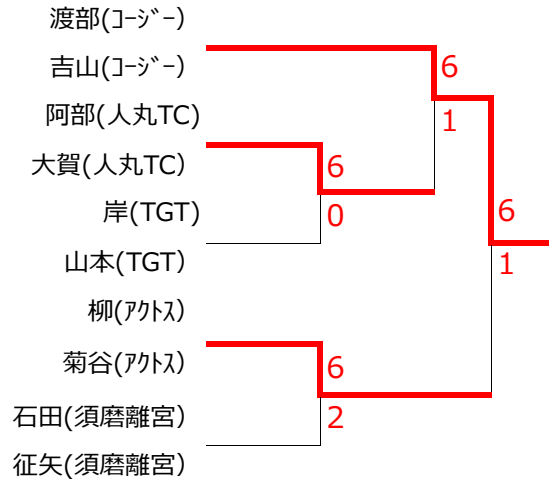 渡部(ｺｰｼﾞｰ)
吉山(ｺｰｼﾞｰ)
6
阿部(人丸TC)
1
大賀(人丸TC)
6
岸(TGT)
0
6
山本(TGT)
1
柳(ｱｸﾄｽ)
菊谷(ｱｸﾄｽ)
6
石田(須磨離宮)
2
征矢(須磨離宮)